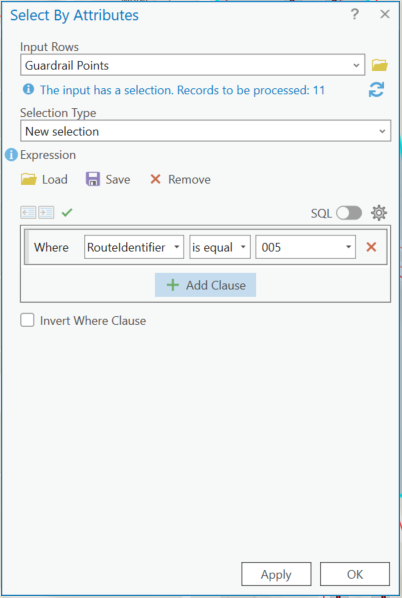 Select By Attributes ? ×
Input Rows
Guardrail Points
The input has a selection. Records to be processed: 11
Selection Type
New selection
Expression
Load Save Remove
SQL
Where RouteIdentifier is equal 005
Add Clause
Invert Where Clause
Apply OK